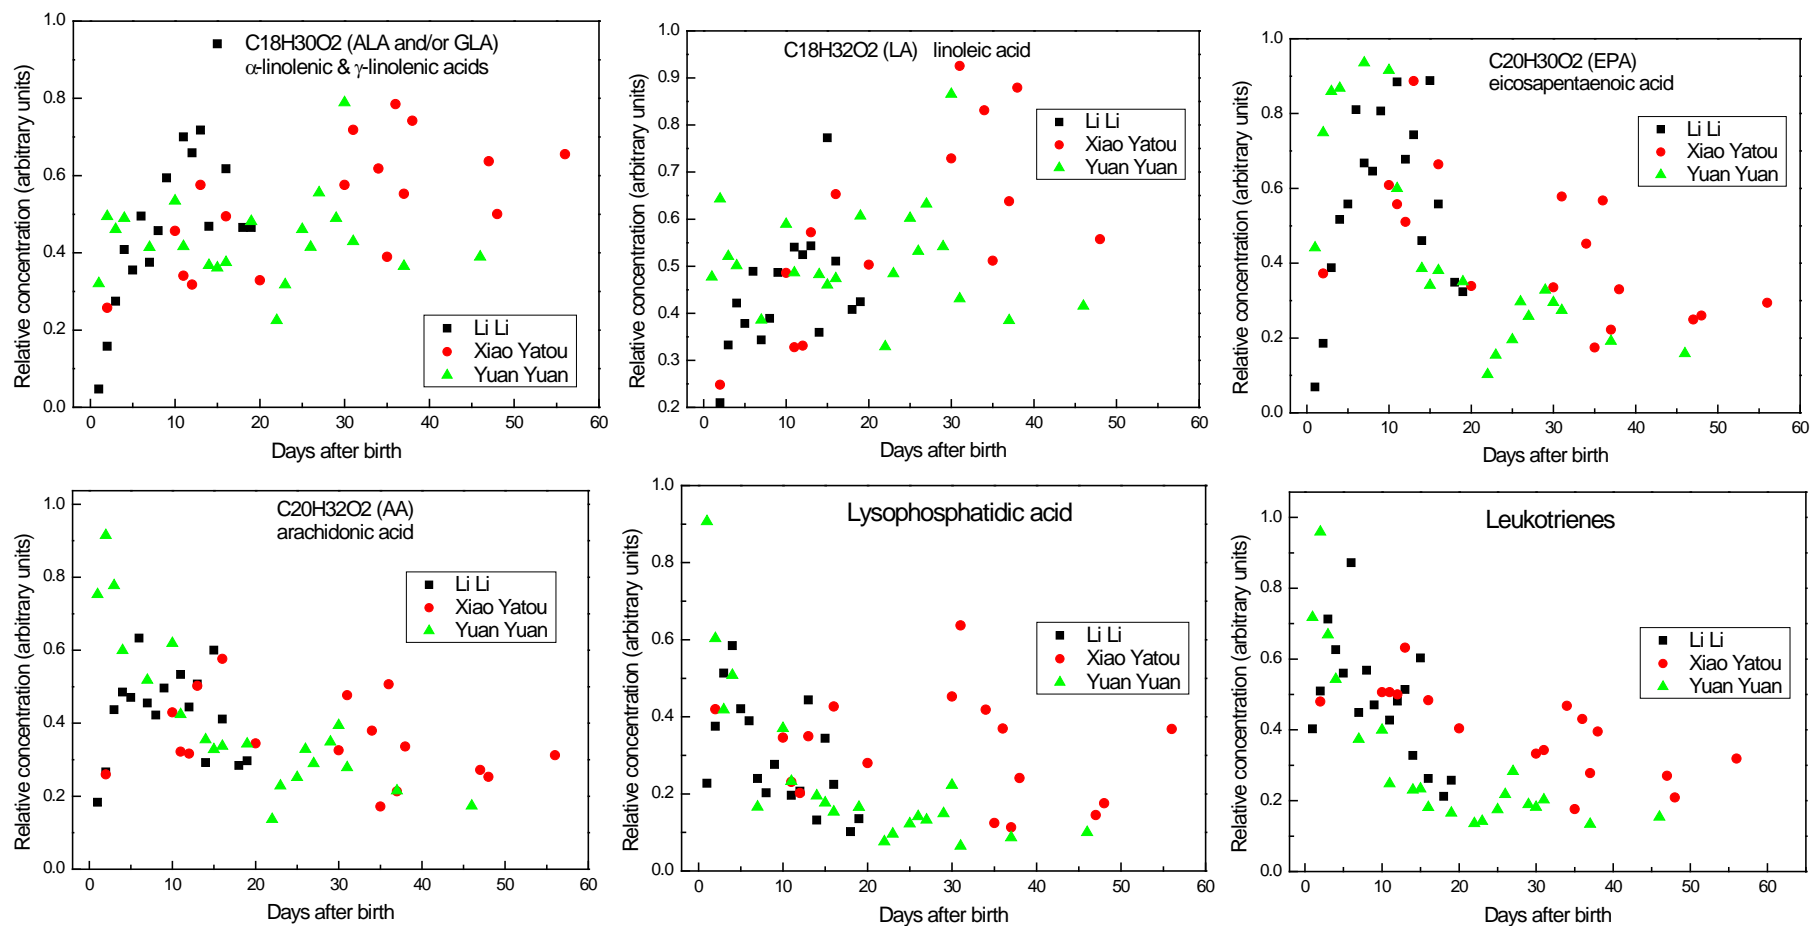 C18H30O2 (ALA and/or GLA)
α-linolenic & γ-linolenic acids
Relative concentration (arbitrary units)
1.0
0.8
0.6
0.4
0.2
0.0
Li Li
Xiao Yatou
Yuan Yuan
0 10 20 30 40 50 60
Days after birth
C18H32O2 (LA) linoleic acid
Relative concentration (arbitrary units)
1.0
0.9
0.8
0.7
0.6
0.5
0.4
0.3
0.2
Li Li
Xiao Yatou
Yuan Yuan
0 10 20 30 40 50 60
Days after birth
C20H30O2 (EPA)
eicosapentaenoic acid
Relative concentration (arbitrary units)
1.0
0.8
0.6
0.4
0.2
0.0
Li Li
Xiao Yatou
Yuan Yuan
0 10 20 30 40 50 60
Days after birth
C20H32O2 (AA)
arachidonic acid
Relative concentration (arbitrary units)
1.0
0.8
0.6
0.4
0.2
0.0
Li Li
Xiao Yatou
Yuan Yuan
0 10 20 30 40 50 60
Days after birth
Lysophosphatidic acid
Relative concentration (arbitrary units)
1.0
0.8
0.6
0.4
0.2
0.0
Li Li
Xiao Yatou
Yuan Yuan
0 10 20 30 40 50 60
Days after birth
Leukotrienes
Relative concentration (arbitrary units)
1.0
0.8
0.6
0.4
0.2
0.0
Li Li
Xiao Yatou
Yuan Yuan
0 10 20 30 40 50 60
Days after birth